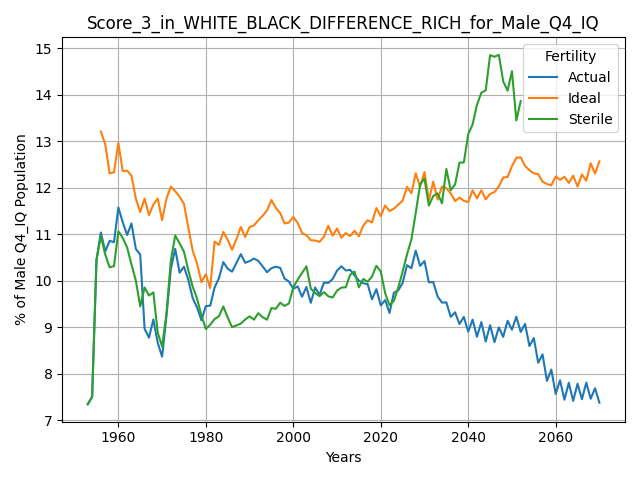 Score_3_in_WHITE_BLACK_DIFFERENCE_RICH_for_Male_Q4_IQ
% of Male Q4_IQ Population
15
14
13
12
11
10
9
8
7
Fertility
Actual
Ideal
Sterile
1960
1980
2000
2020
2040
2060
Years